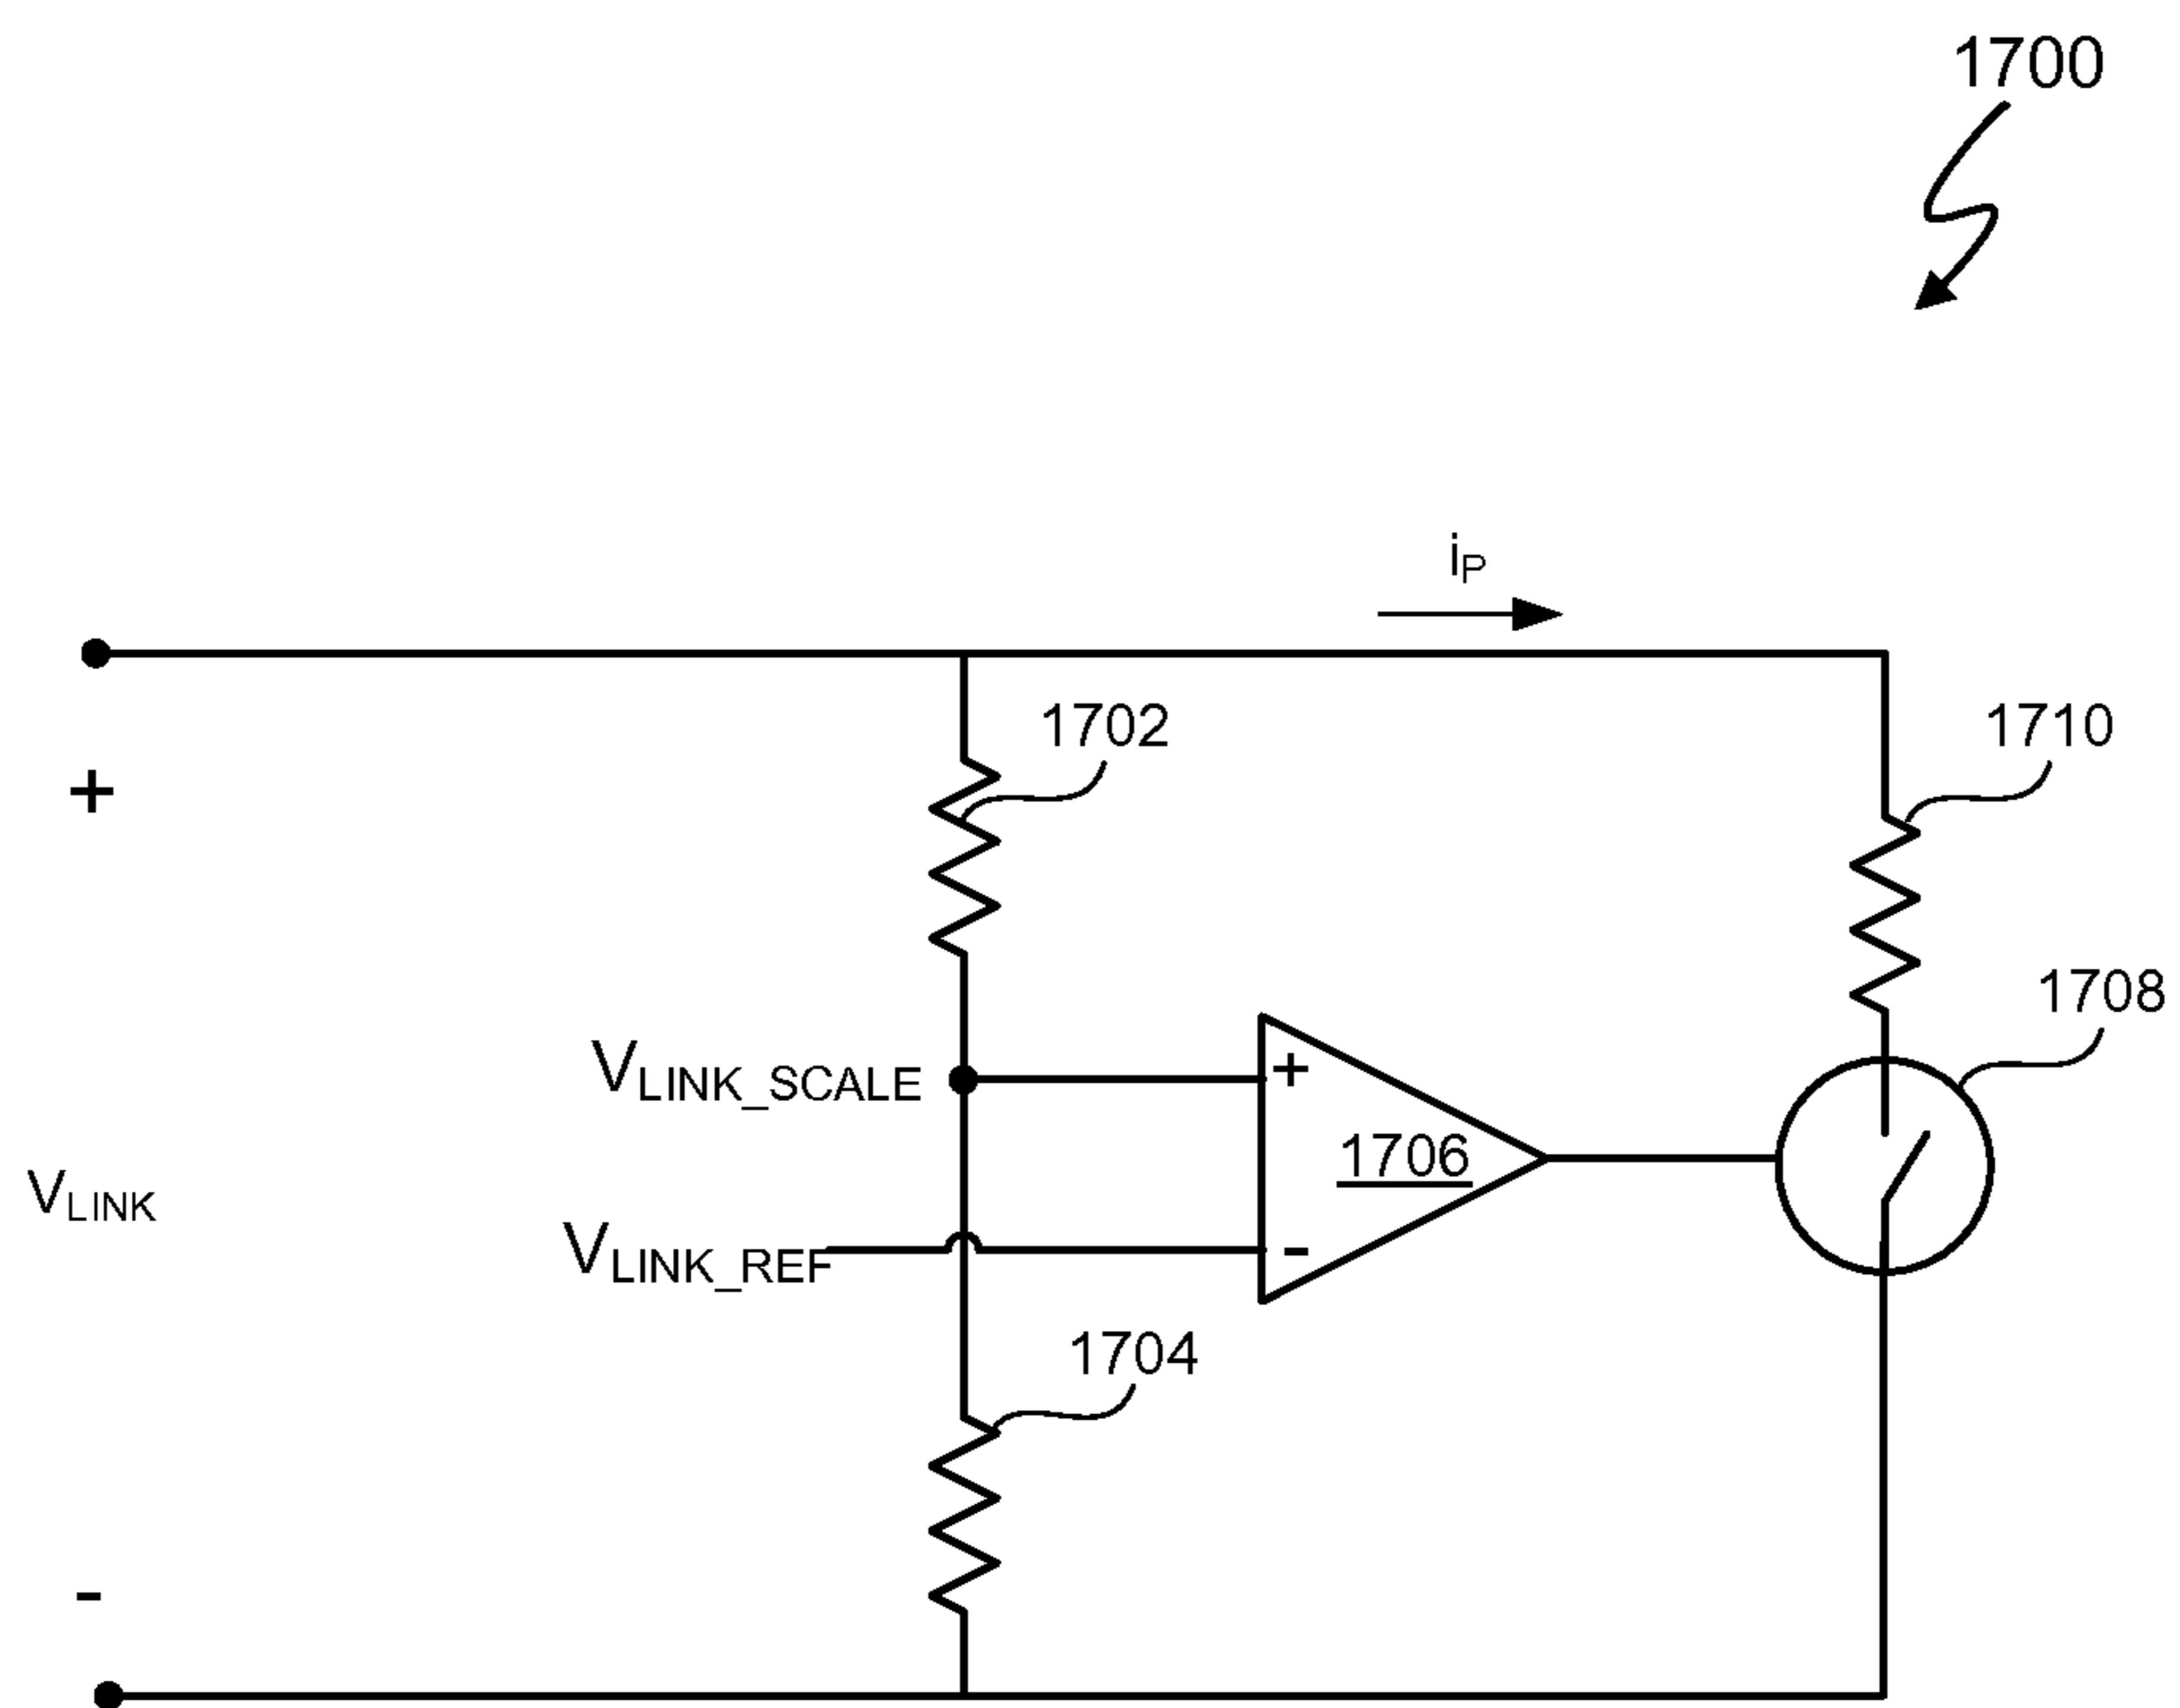 1700
iP
1702
1710
+
1708
VLINK_SCALE
+
1706
VLINK
VLINK_REF
-
1704
-